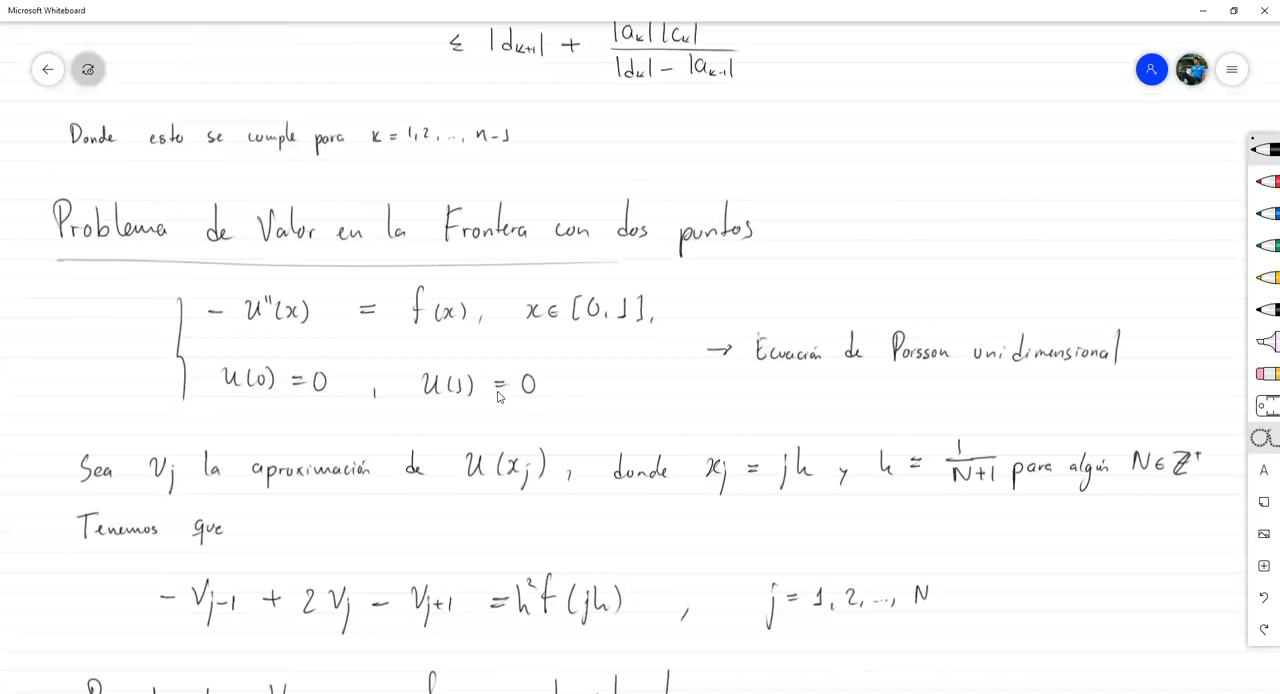 Microsoft Whiteboard
≤ |d_{k+1}| + |a_k||c_k| / (|d_k| - |a_{k-1}|)
Donde esto se cumple para k = 1,2, .., n-1
Problema de Valor en la Frontera con dos puntos
- u''(x) = f(x), x ∈ [0,1],
u(0) = 0 , u(1) = 0
→ Ecuación de Poisson unidimensional
Sea V_j la aproximación de u(x_j), donde x_j = jh y h = 1/(N+1) para algún N∈Z⁺
Tenemos que
- V_{j-1} + 2V_j - V_{j+1} = h²f(jh) , j = 1, 2, ..., N
A